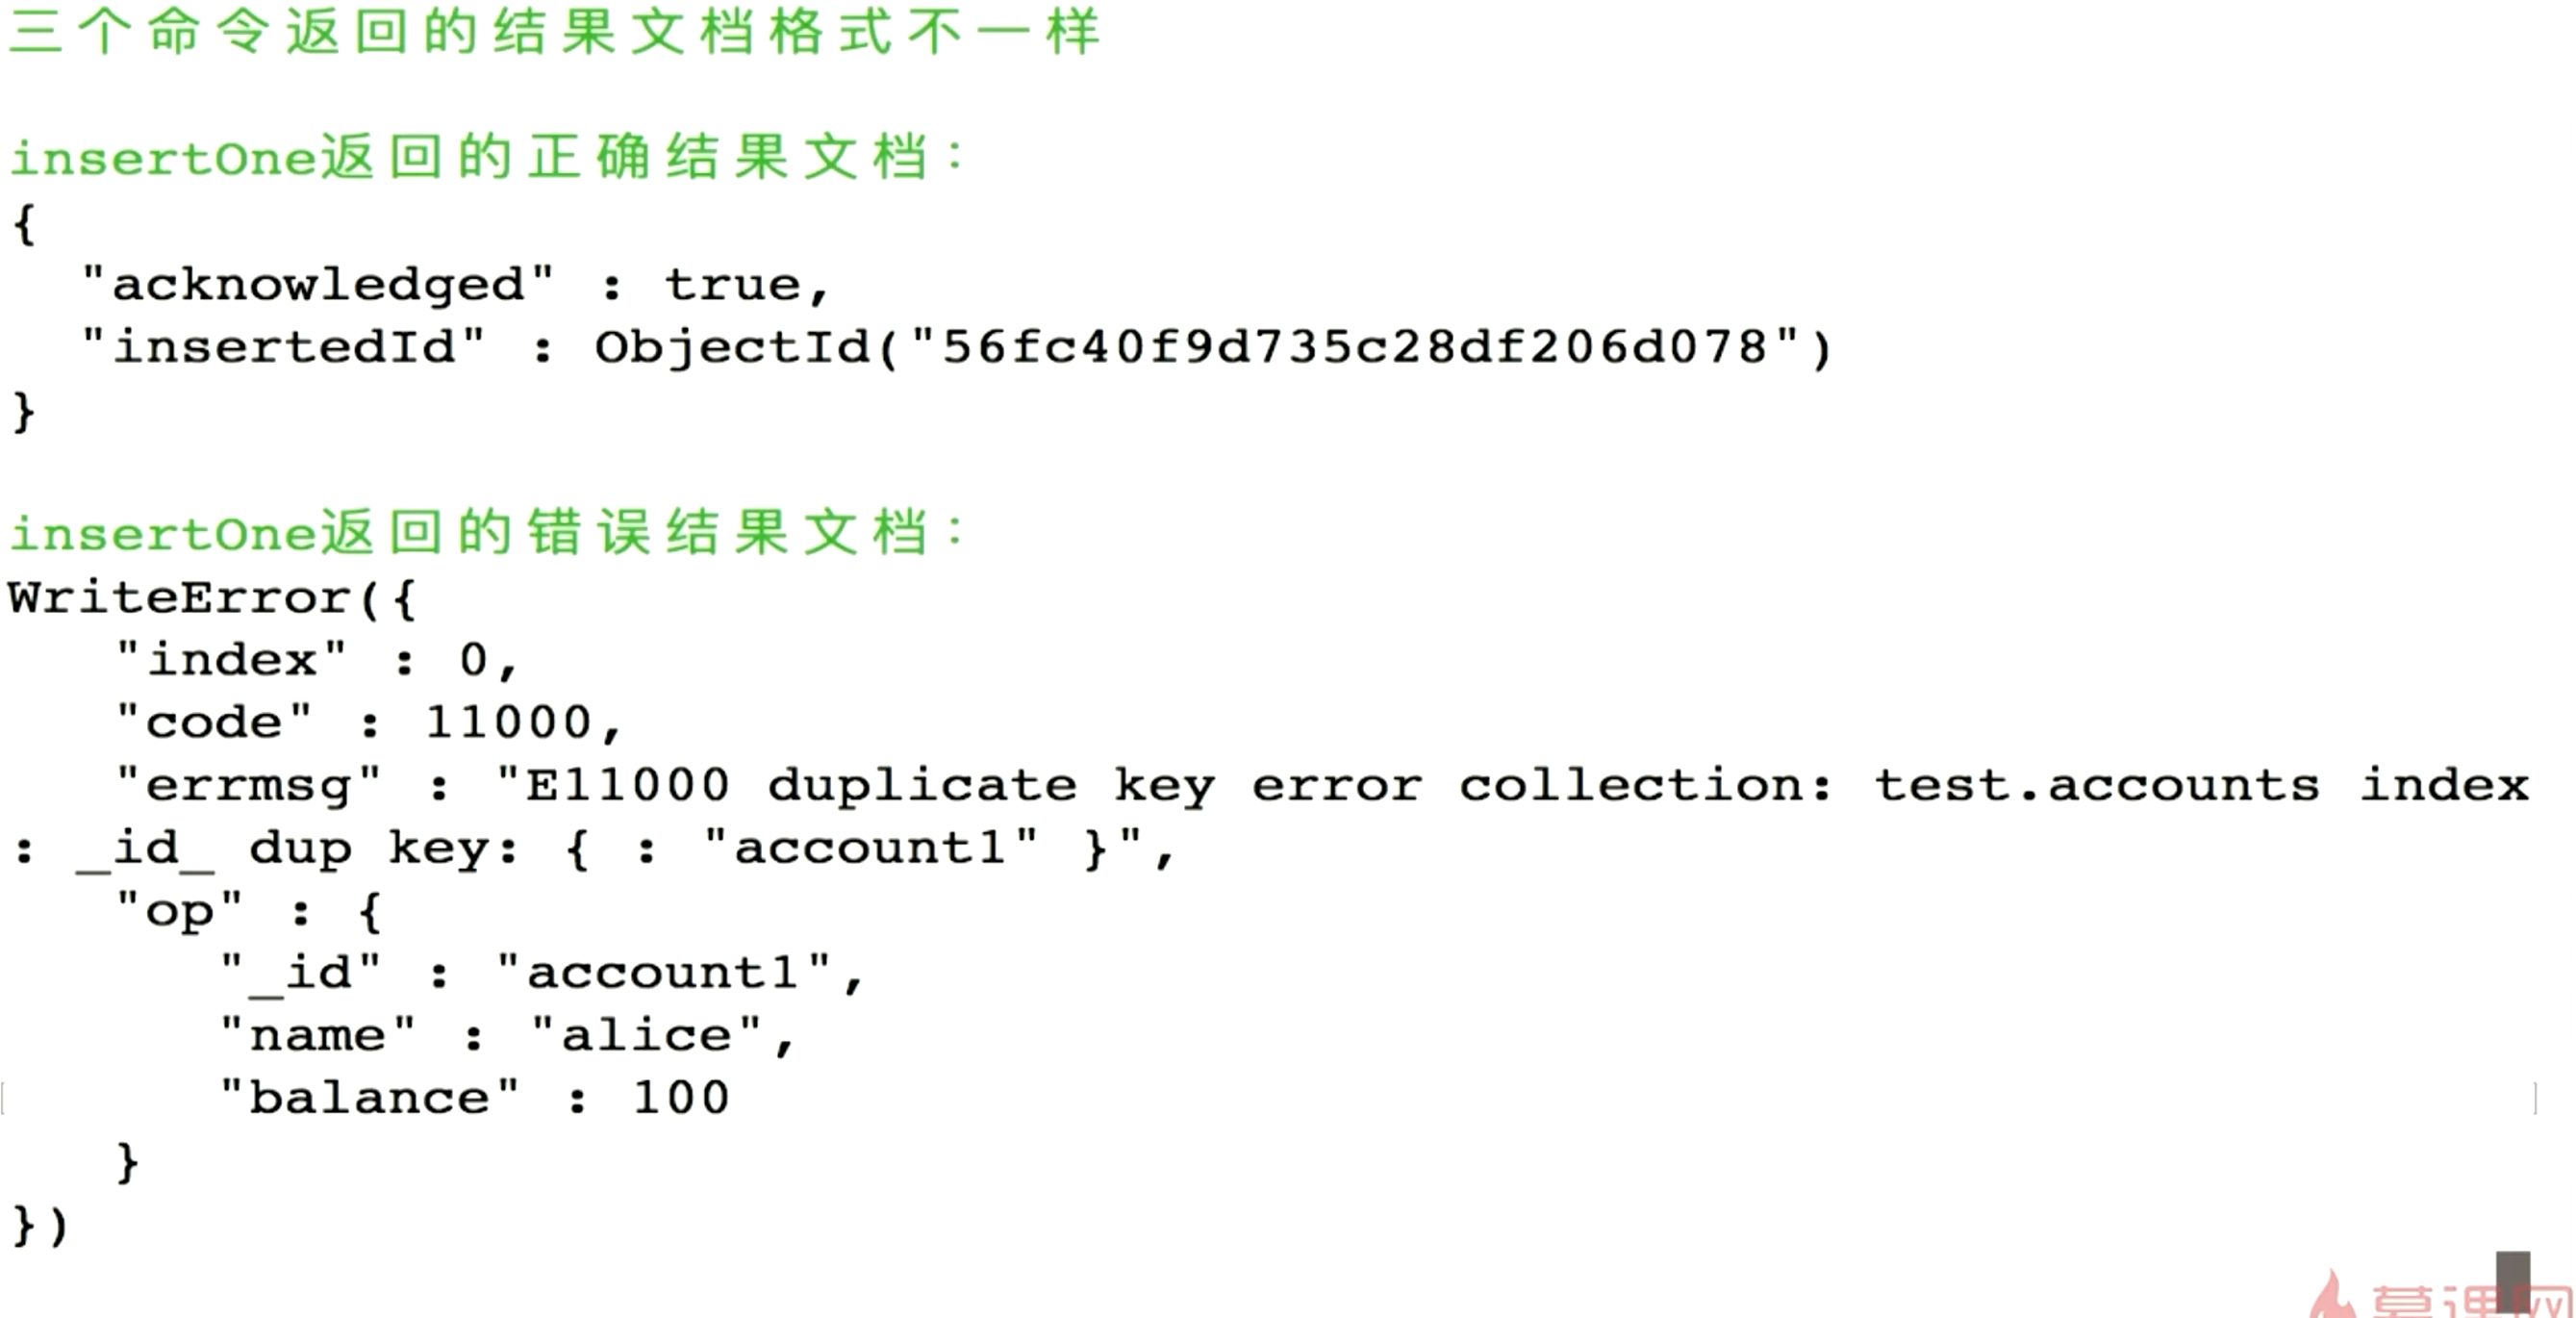 三个命令返回的结果文档格式不一样
insertOne返回的正确结果文档:
{
"acknowledged" : true,
"insertedId" : ObjectId("56fc40f9d735c28df206d078")
}
insertOne返回的错误结果文档:
WriteError({
"index" : 0,
"code" : 11000,
"errmsg" : "E11000 duplicate key error collection: test.accounts index
: _id_ dup key: { : "account1" }",
"op" : {
"_id" : "account1",
"name" : "alice",
"balance" : 100
}
})
慕课网